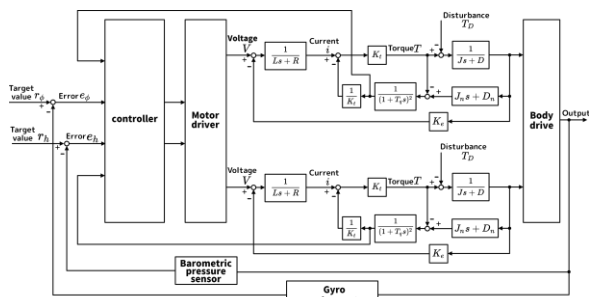 Disturbance
T_D
Voltage
V
Current
i
Torque T
1
Ls + R
K_t
1
Js + D
1
K_t
1
(1+T_q s)^2
J_n s + D_n
K_e
Target
value r_ϕ
Error e_ϕ
controller
Motor
driver
Body
drive
Output
Target
value r_h
Error e_h
Disturbance
T_D
Voltage
V
Current
i
Torque T
1
Ls + R
K_t
1
Js + D
1
K_t
1
(1+T_q s)^2
J_n s + D_n
K_e
Barometric
pressure
sensor
Gyro